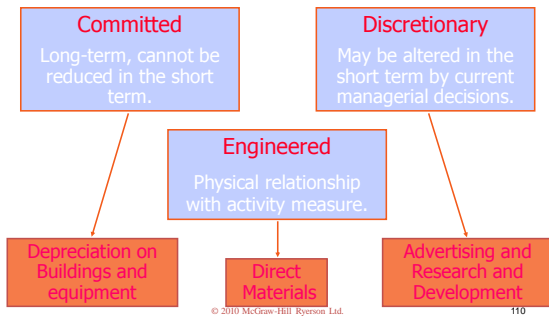 Committed
Long-term, cannot be
reduced in the short
term.
Discretionary
May be altered in the
short term by current
managerial decisions.
Engineered
Physical relationship
with activity measure.
Depreciation on
Buildings and
equipment
Direct
Materials
Advertising and
Research and
Development
© 2010 McGraw-Hill Ryerson Ltd.
110